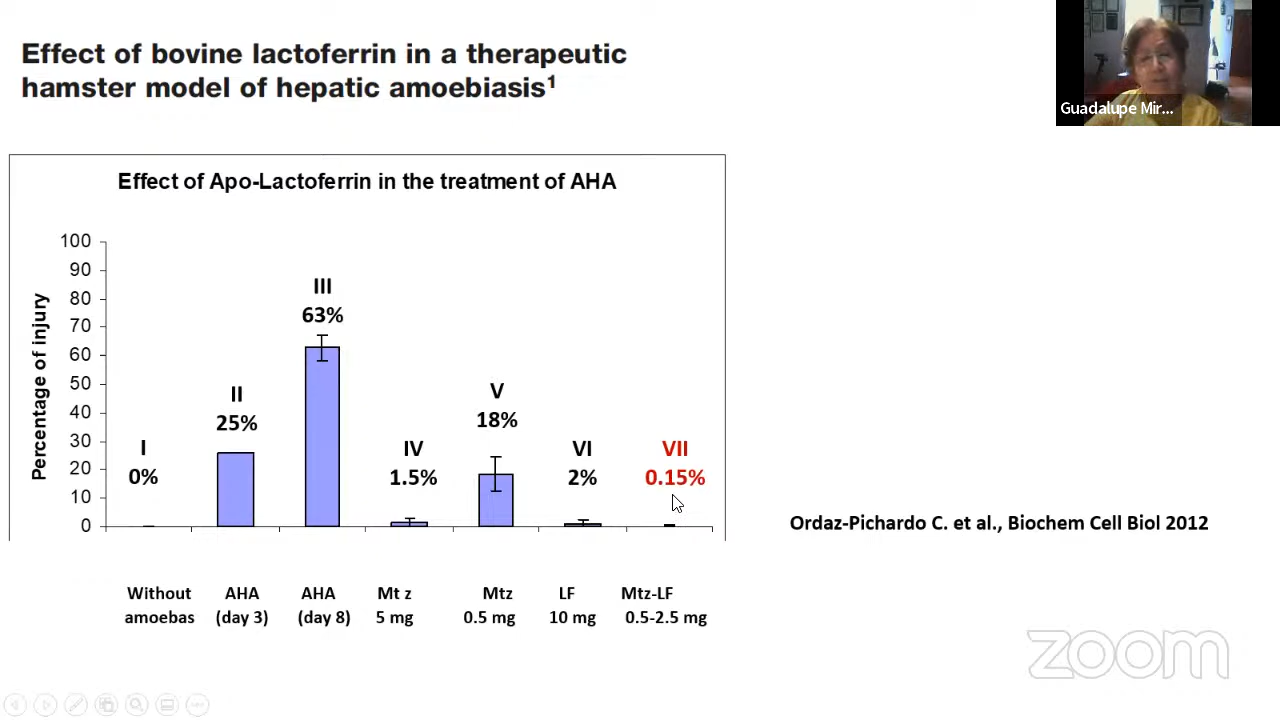 Effect of bovine lactoferrin in a therapeutic
hamster model of hepatic amoebiasis¹
Guadalupe Mir...
Effect of Apo-Lactoferrin in the treatment of AHA
Percentage of injury
100
90
80
70
60
50
40
30
20
10
0
I
0%
II
25%
III
63%
IV
1.5%
V
18%
VI
2%
VII
0.15%
Without
amoebas
AHA
(day 3)
AHA
(day 8)
Mt z
5 mg
Mtz
0.5 mg
LF
10 mg
Mtz-LF
0.5-2.5 mg
Ordaz-Pichardo C. et al., Biochem Cell Biol 2012
zoom